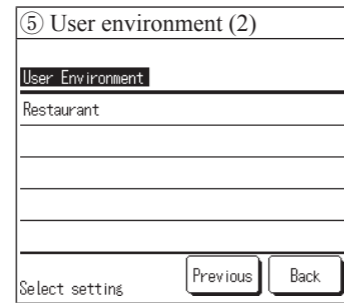 ⑤ User environment (2)
User Environment
Restaurant
Select setting
Previous
Back